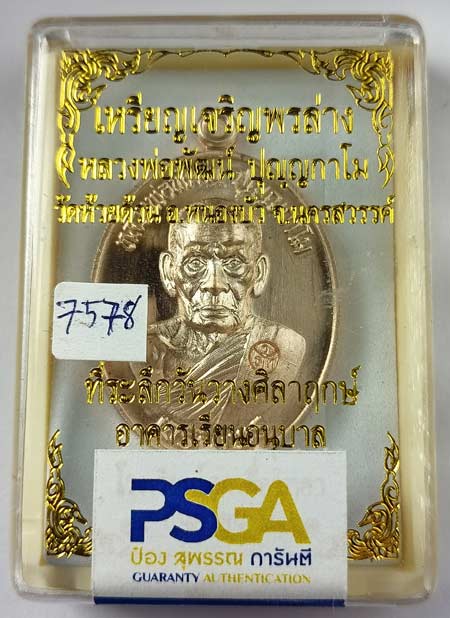 เหรียญเจริญพรล่าง
หลวงพ่อพัฒน์ ปุญฺญกาโม
วัดห้วยด้วน อ.หนองบัว จ.นครสวรรค์
7578
ที่ระลึกวันวางศิลาฤกษ์
อาคารเรียนอนุบาล
PSGA
ป๋อง สุพรรณ การันตี
GUARANTY AUTHENTICATION